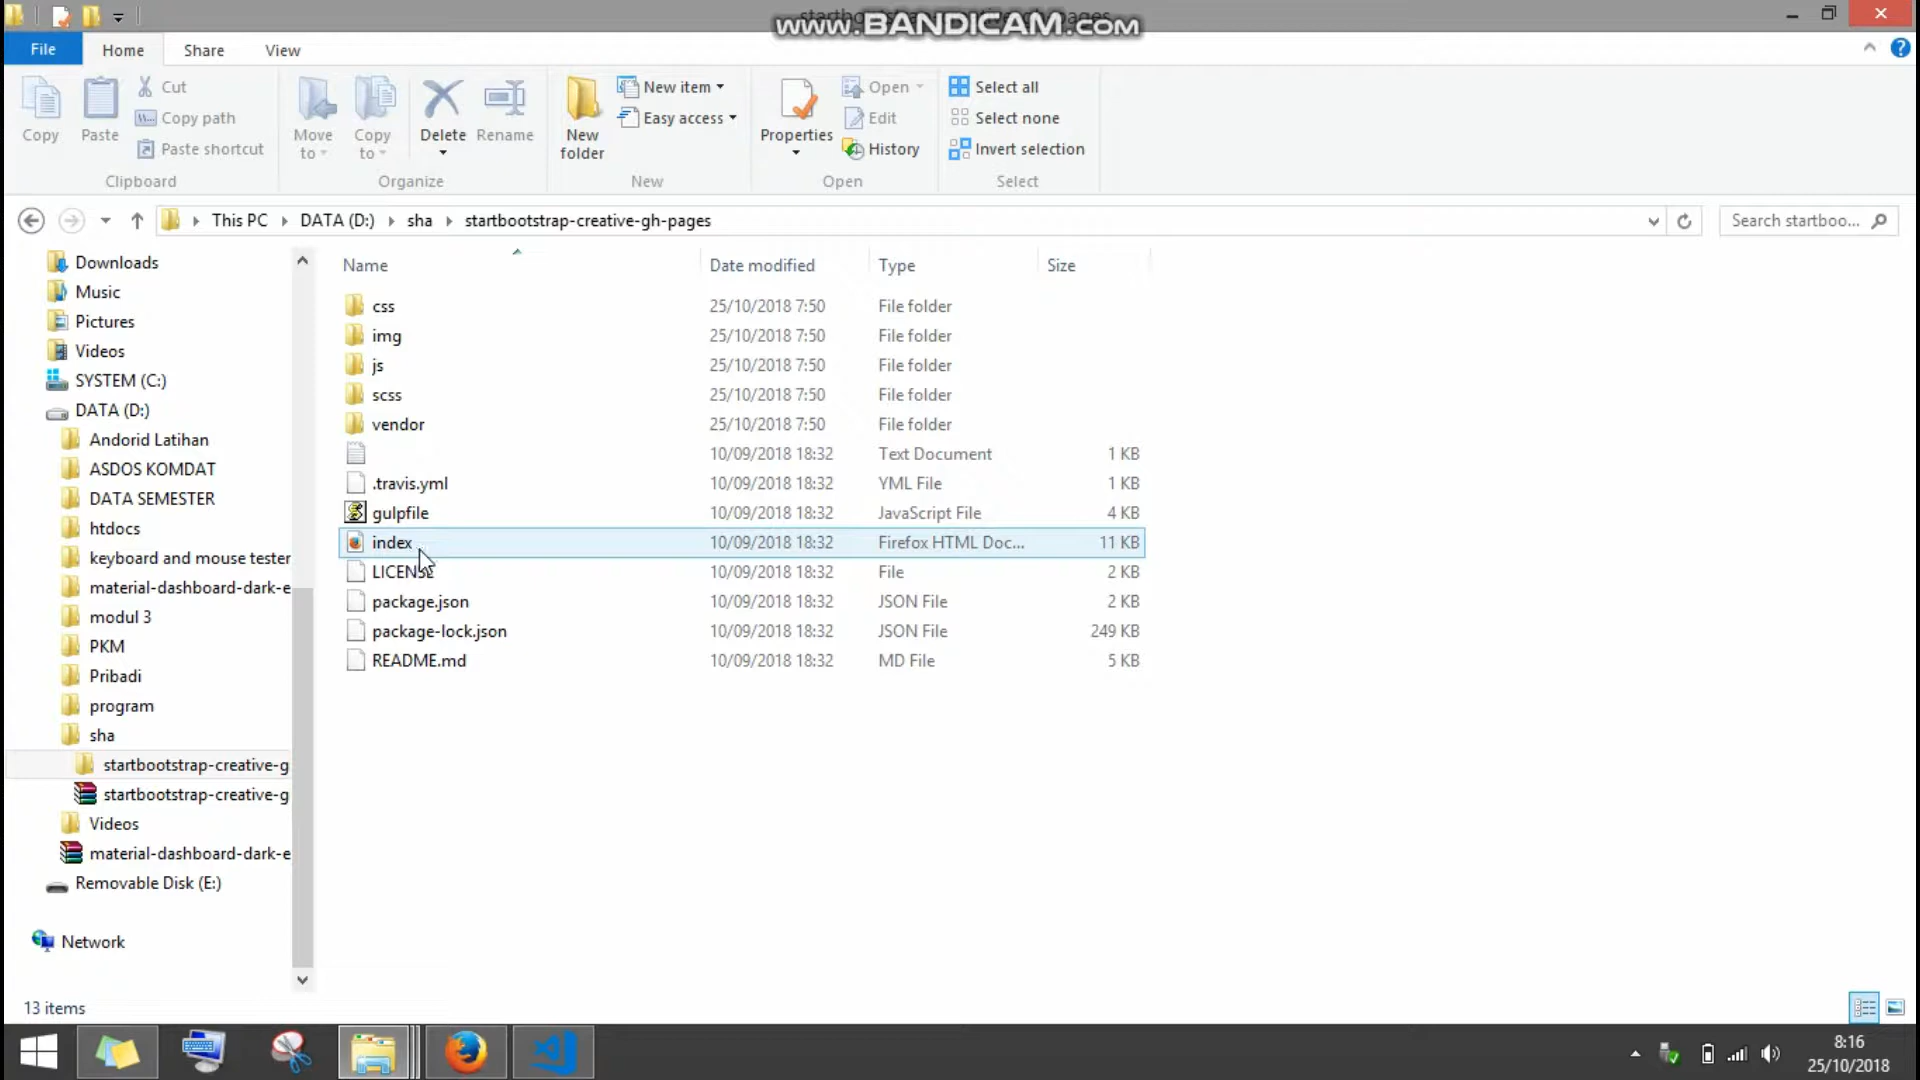 www.BANDICAM.com
File
Home
Share
View
Copy
Paste
Cut
Copy path
Paste shortcut
Clipboard
Move to
Copy to
Delete
Rename
Organize
New folder
New item
Easy access
New
Properties
Open
Edit
History
Open
Select all
Select none
Invert selection
Select
This PC
DATA (D:)
sha
startbootstrap-creative-gh-pages
Search startboo...
Downloads
Music
Pictures
Videos
SYSTEM (C:)
DATA (D:)
Andorid Latihan
ASDOS KOMDAT
DATA SEMESTER
htdocs
keyboard and mouse tester
material-dashboard-dark-e
modul 3
PKM
Pribadi
program
sha
startbootstrap-creative-g
startbootstrap-creative-g
Videos
material-dashboard-dark-e
Removable Disk (E:)
Network
Name Date modified Type Size
css 25/10/2018 7:50 File folder
img 25/10/2018 7:50 File folder
js 25/10/2018 7:50 File folder
scss 25/10/2018 7:50 File folder
vendor 25/10/2018 7:50 File folder
10/09/2018 18:32 Text Document 1 KB
.travis.yml 10/09/2018 18:32 YML File 1 KB
gulpfile 10/09/2018 18:32 JavaScript File 4 KB
index 10/09/2018 18:32 Firefox HTML Doc... 11 KB
LICENSE 10/09/2018 18:32 File 2 KB
package.json 10/09/2018 18:32 JSON File 2 KB
package-lock.json 10/09/2018 18:32 JSON File 249 KB
README.md 10/09/2018 18:32 MD File 5 KB
13 items
8:16
25/10/2018